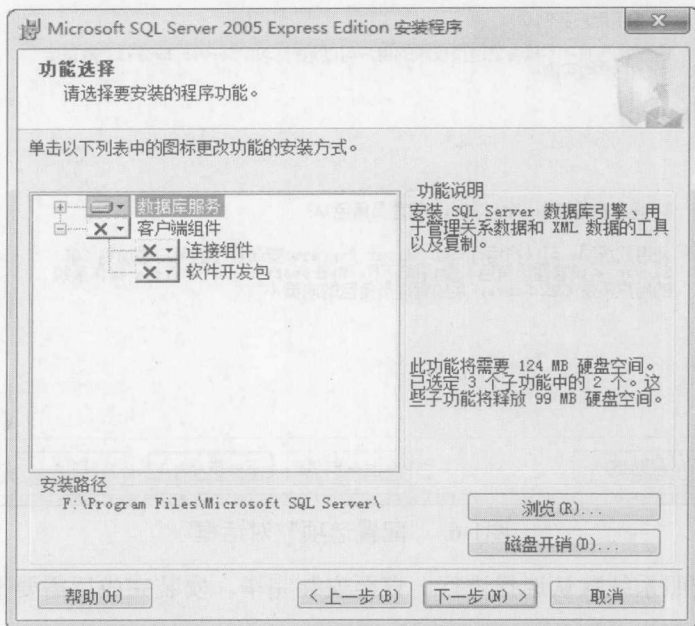 Microsoft SQL Server 2005 Express Edition 安装程序
功能选择
请选择要安装的程序功能。
单击以下列表中的图标更改功能的安装方式。
数据库服务
客户端组件
连接组件
软件开发包
功能说明
安装 SQL Server 数据库引擎、用
于管理关系数据和 XML 数据的工具
以及复制。
此功能将需要 124 MB 硬盘空间。
已选定 3 个子功能中的 2 个。这
些子功能将释放 99 MB 硬盘空间。
安装路径
F:\Program Files\Microsoft SQL Server\
浏览(R)...
磁盘开销(D)...
帮助(H)
< 上一步(B)
下一步(N) >
取消